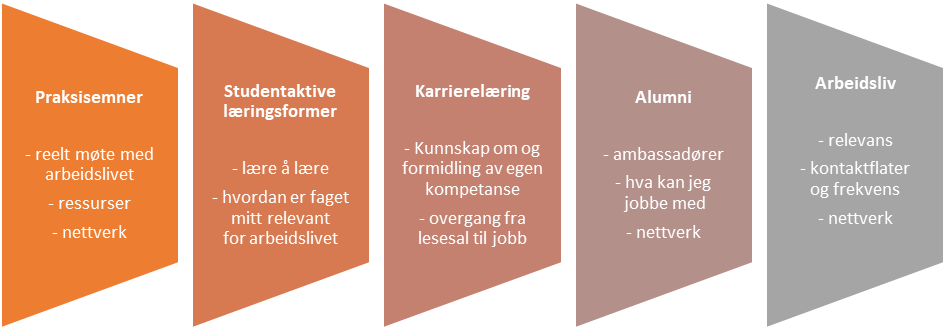 Praksisemner
- reelt møte med
arbeidslivet
- ressurser
- nettverk
Studentaktive
læringsformer
- lære å lære
- hvordan er faget
mitt relevant
for arbeidslivet
Karrierelæring
- Kunnskap om og
formidling av egen
kompetanse
- overgang fra
lesesal til jobb
Alumni
- ambassadører
- hva kan jeg
jobbe med
- nettverk
Arbeidsliv
- relevans
- kontaktflater
og frekvens
- nettverk